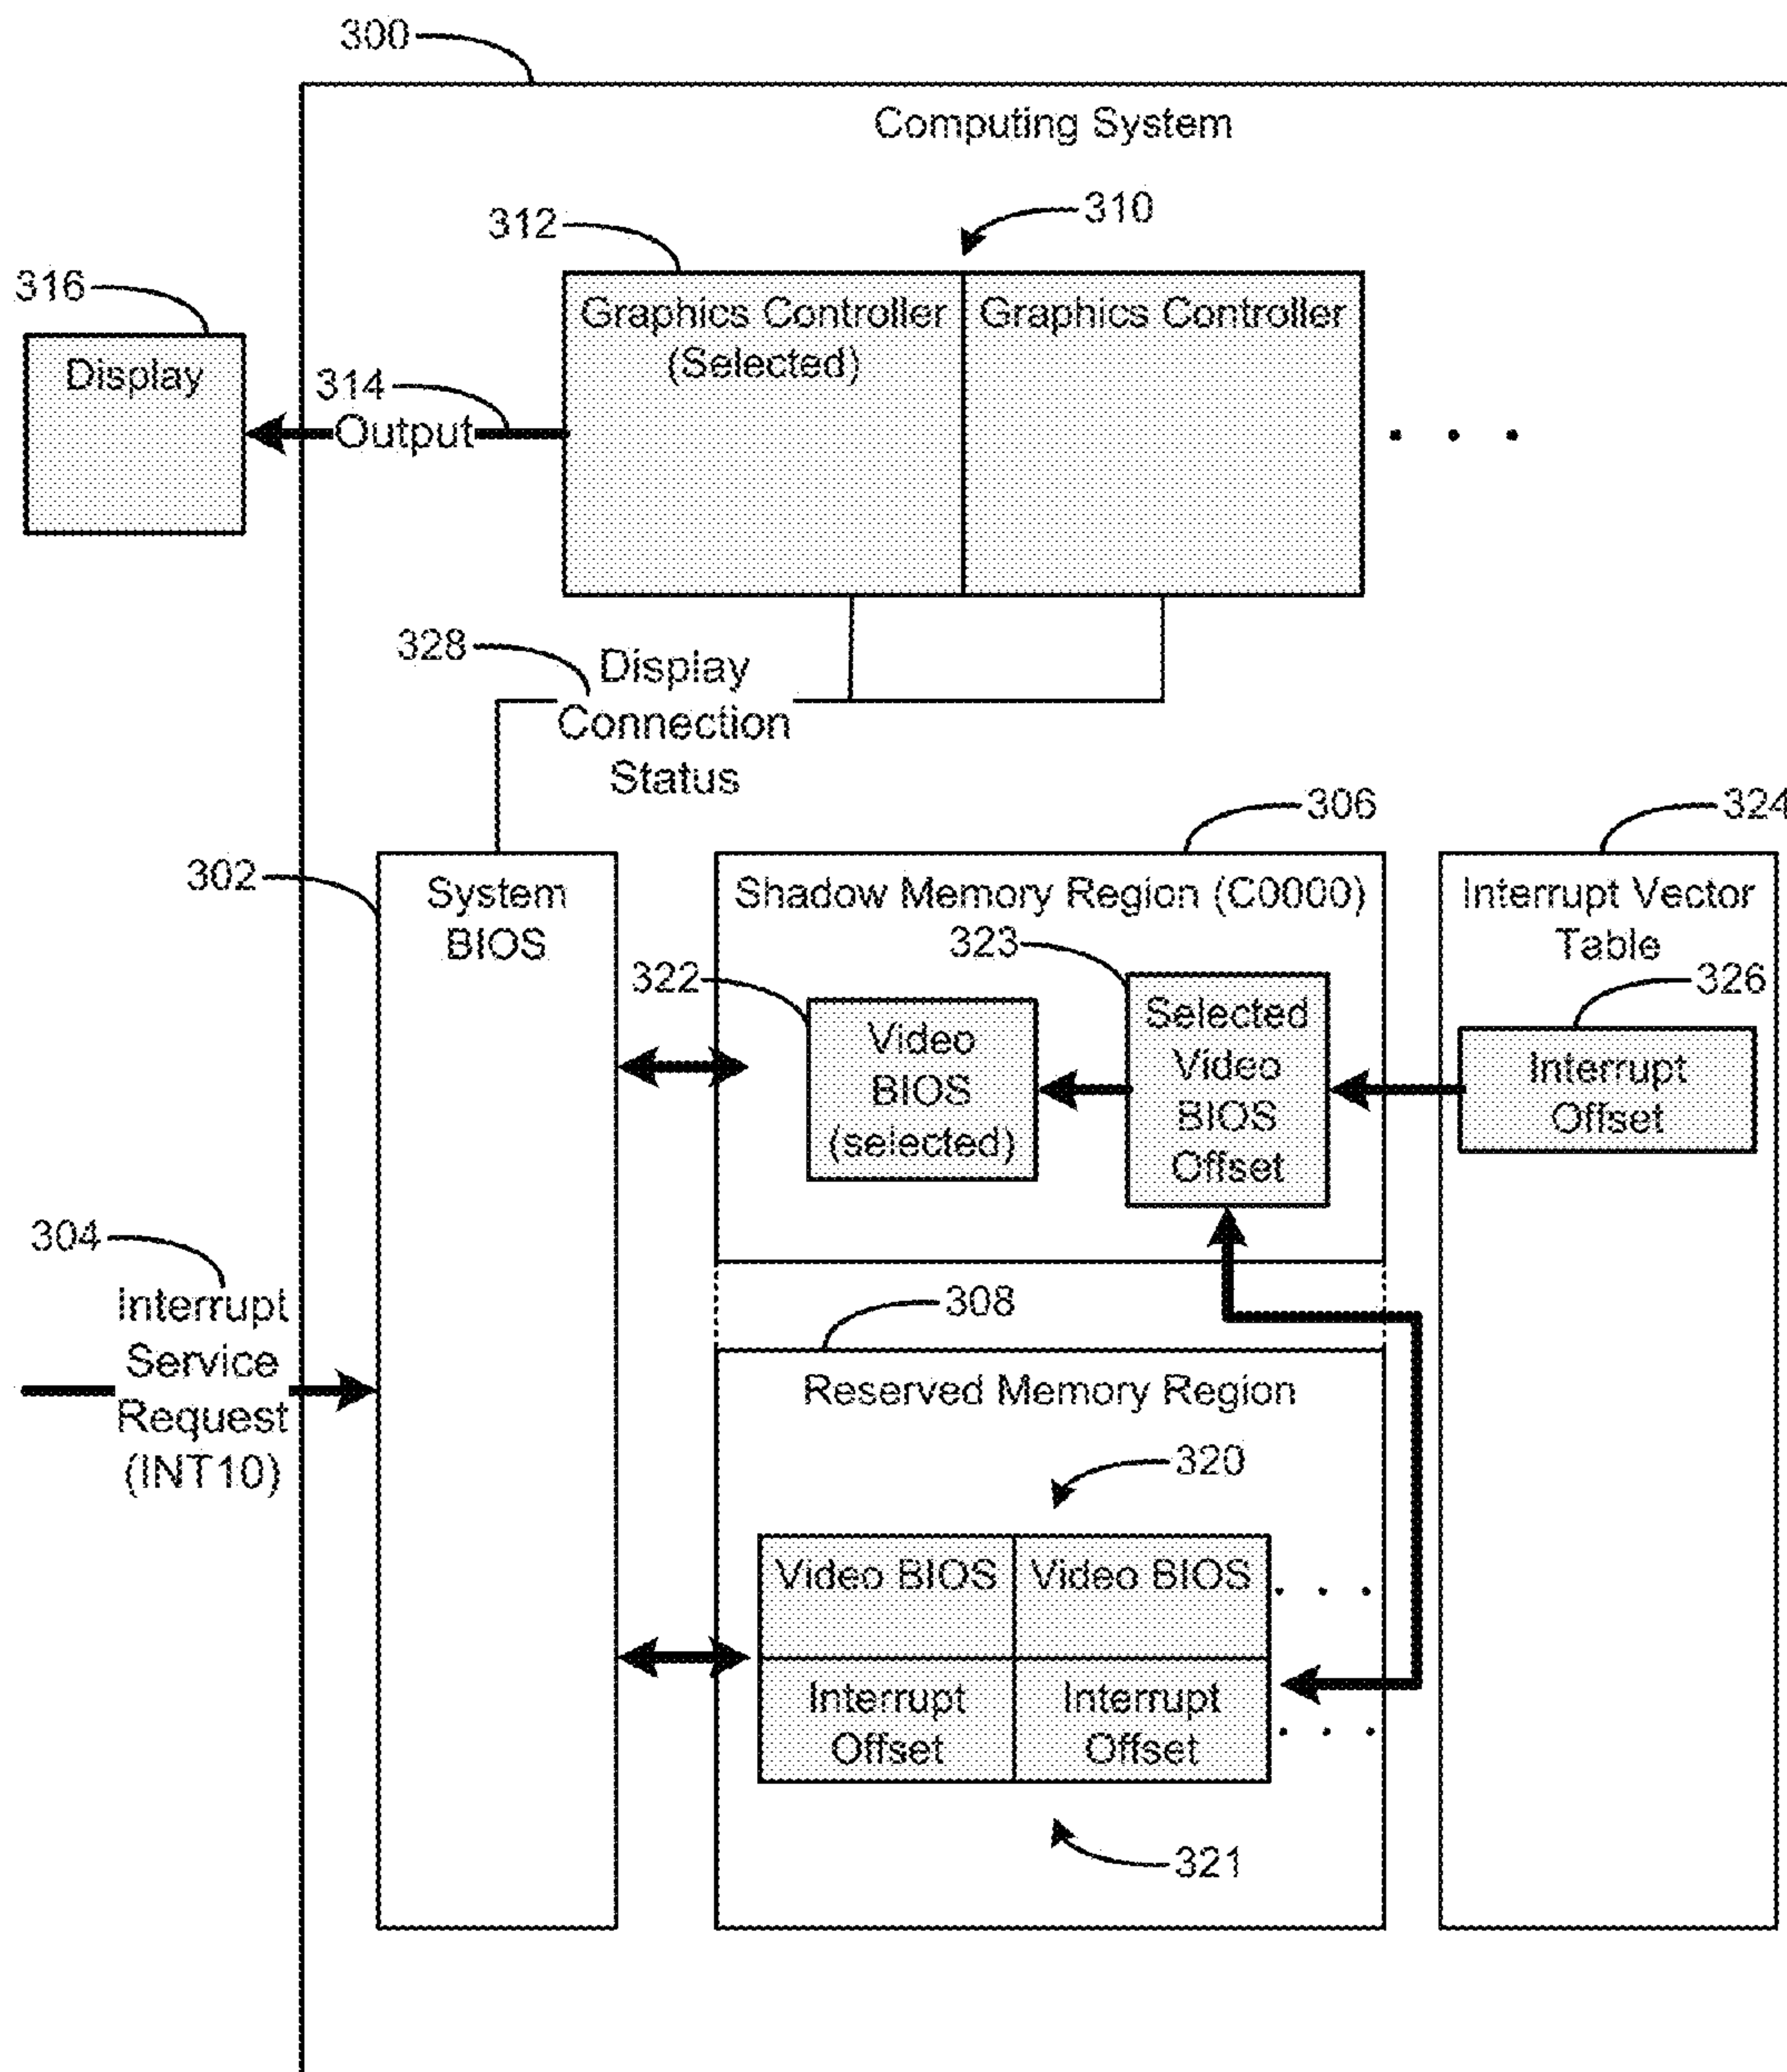 300
Computing System
312
310
316
Graphics Controller
(Selected)
Graphics Controller
Display
314
Output
. . .
328
Display
Connection
Status
306
324
302
System
BIOS
Shadow Memory Region (C0000)
Interrupt Vector
Table
323
322
326
Video
BIOS
(selected)
Selected
Video
BIOS
Offset
Interrupt
Offset
304
Interrupt
Service
Request
(INT10)
308
Reserved Memory Region
320
Video BIOS
Video BIOS
. . .
Interrupt
Offset
Interrupt
Offset
. . .
321